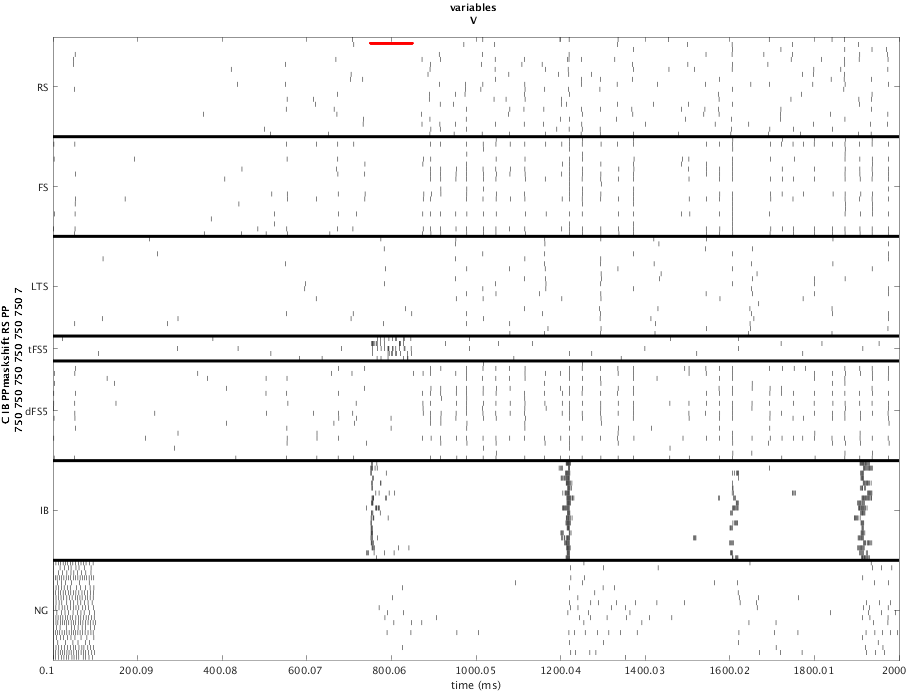 variables
V
RS
FS
LTS
tFS5
dFS5
IB
NG
C IB PPmaskshift RS PP
750 750 750 750 750 750 7
0.1 200.09 400.08 600.07 800.06 1000.05 1200.04 1400.03 1600.02 1800.01 2000
time (ms)